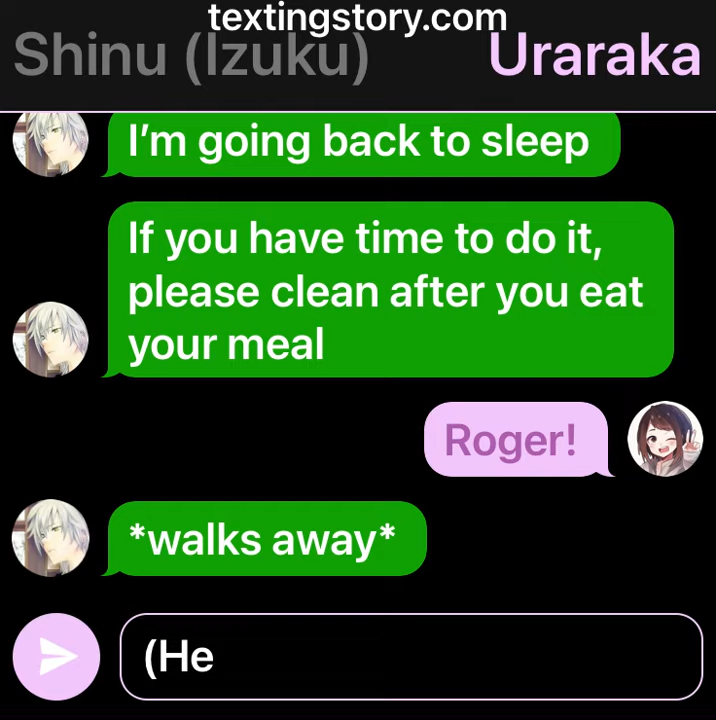 textingstory.com
Shinu (Izuku) Uraraka
I’m going back to sleep
If you have time to do it,
please clean after you eat
your meal
Roger!
*walks away*
(He